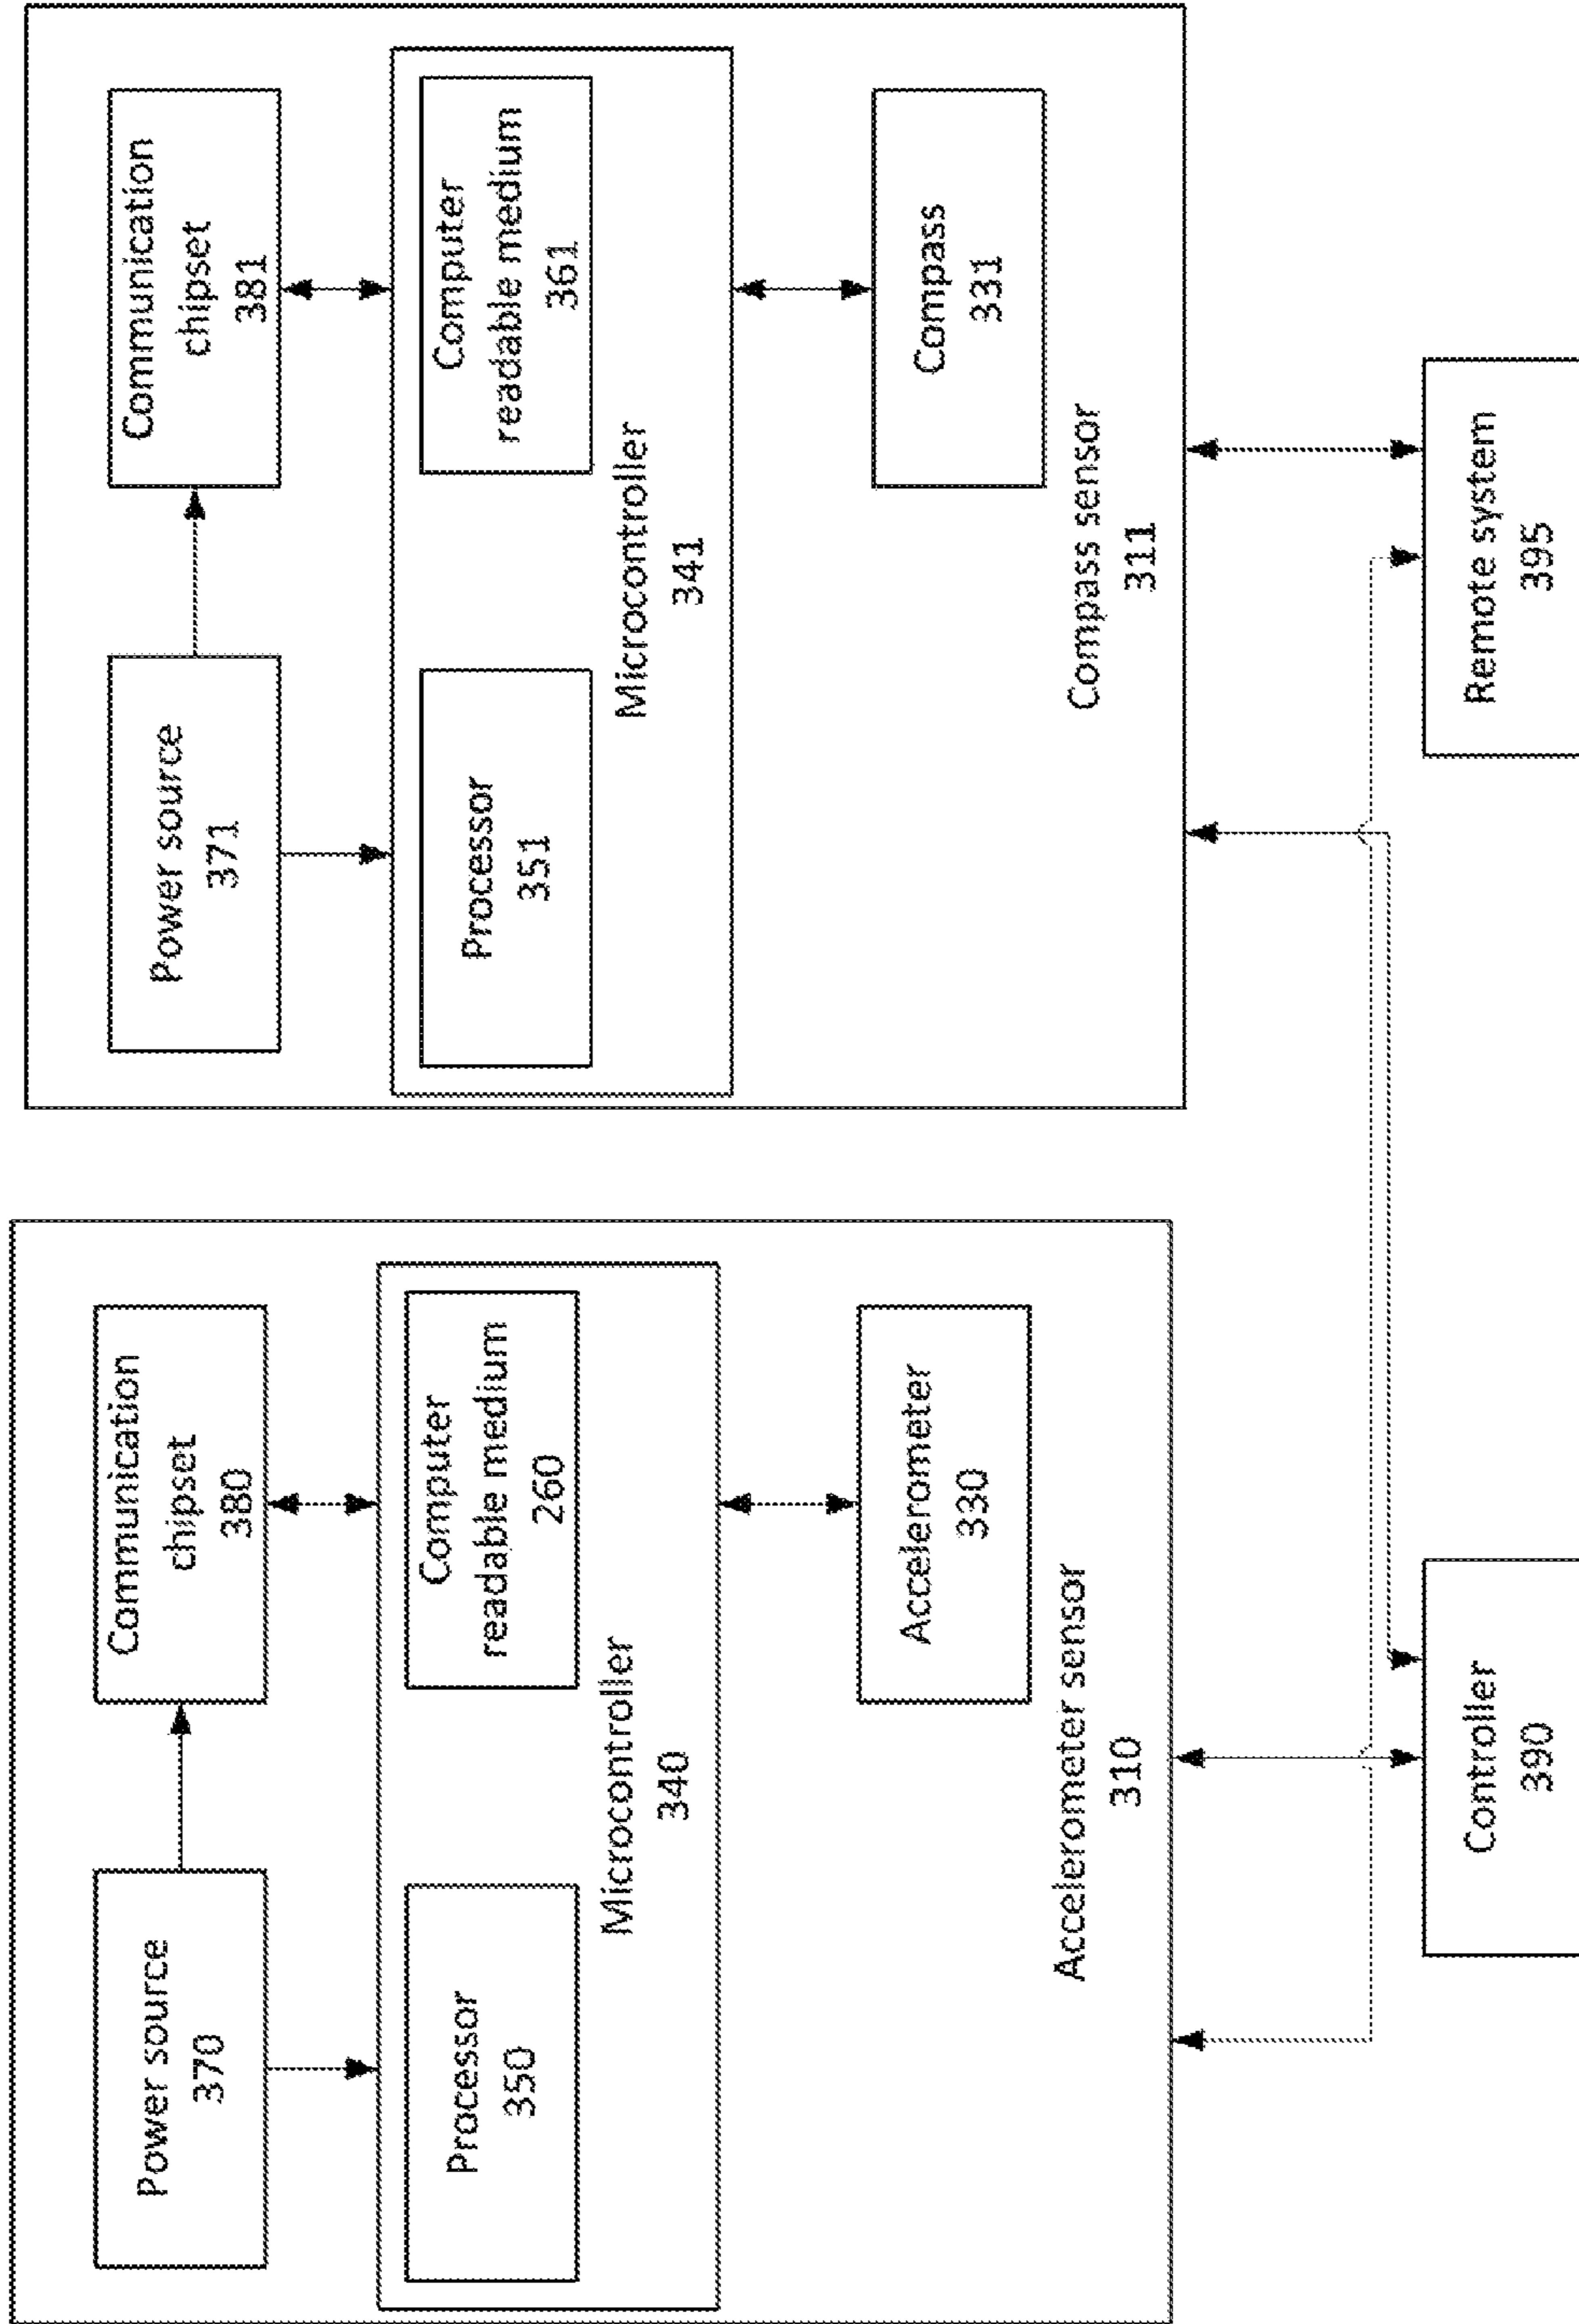 Power source
370
Communication
chipset
380
Processor
350
Computer
readable medium
260
Microcontroller
340
Accelerometer
330
Accelerometer sensor
310
Power source
371
Communication
chipset
381
Processor
351
Computer
readable medium
361
Microcontroller
341
Compass
331
Compass sensor
311
Controller
390
Remote system
395